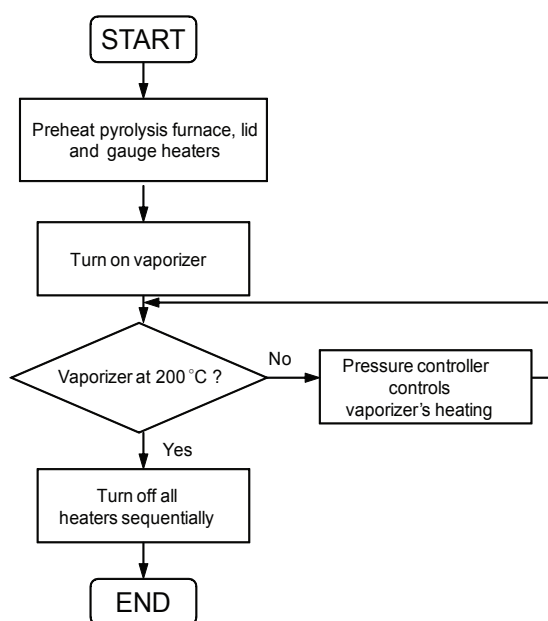 START
Preheat pyrolysis furnace, lid
and gauge heaters
Turn on vaporizer
Vaporizer at 200 °C ?
No
Pressure controller
controls
vaporizer's heating
Yes
Turn off all
heaters sequentially
END